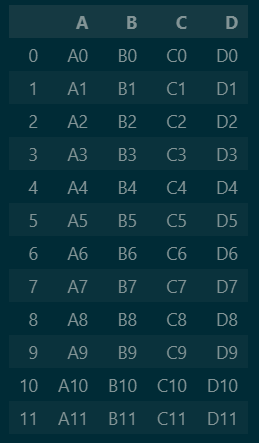 A B C D
0 A0 B0 C0 D0
1 A1 B1 C1 D1
2 A2 B2 C2 D2
3 A3 B3 C3 D3
4 A4 B4 C4 D4
5 A5 B5 C5 D5
6 A6 B6 C6 D6
7 A7 B7 C7 D7
8 A8 B8 C8 D8
9 A9 B9 C9 D9
10 A10 B10 C10 D10
11 A11 B11 C11 D11